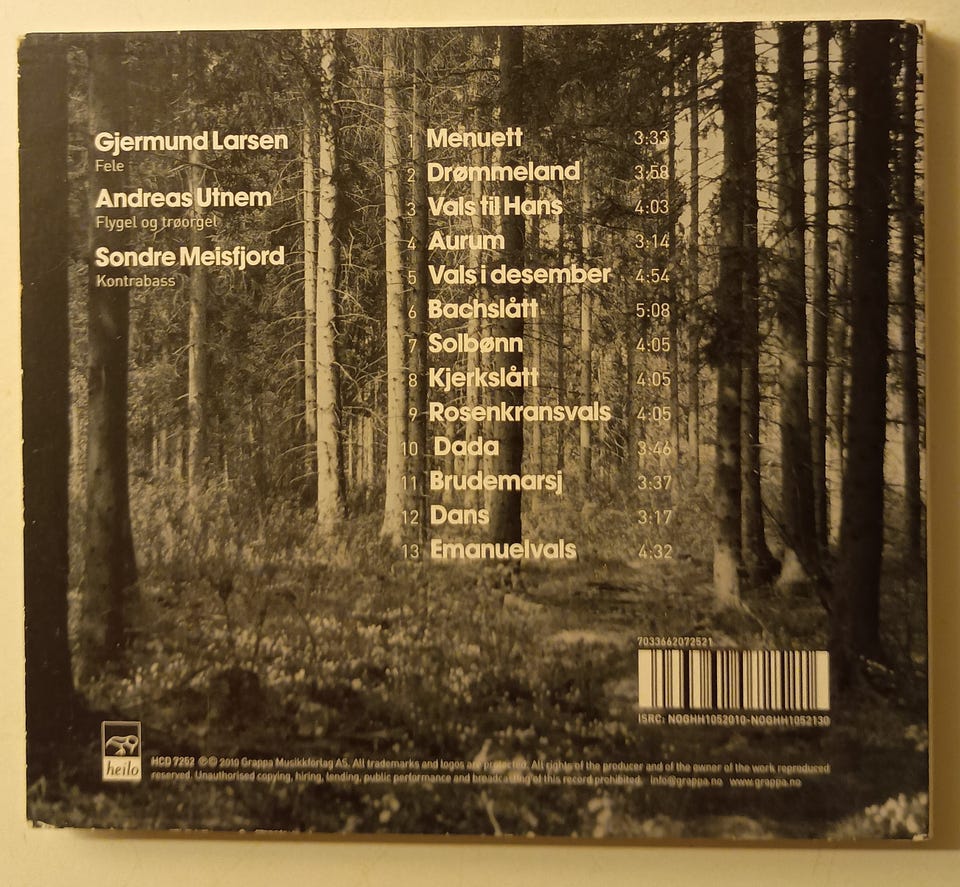 Gjermund Larsen
Fele
Andreas Utnem
Flygel og trøorgel
Sondre Meisfjord
Kontrabass
1 Menuett 3:33
2 Drømmeland 3:58
3 Vals til Hans 4:03
4 Aurum 3:14
5 Vals i desember 4:54
6 Bachslått 5:08
7 Solbønn 4:05
8 Kjerkslått 4:05
9 Rosenkransvals 4:05
10 Dada 3:46
11 Brudemarsj 3:37
12 Dans 3:17
13 Emanuelvals 4:32
7033662072521
ISRC: NOGHH1052010-NOGHH1052130
heilo
HCD 7252 ℗© 2010 Grappa Musikkforlag AS. All trademarks and logos are protected. All rights of the producer and of the owner of the work reproduced
reserved. Unauthorised copying, hiring, lending, public performance and broadcasting of this record prohibited. info@grappa.no www.grappa.no